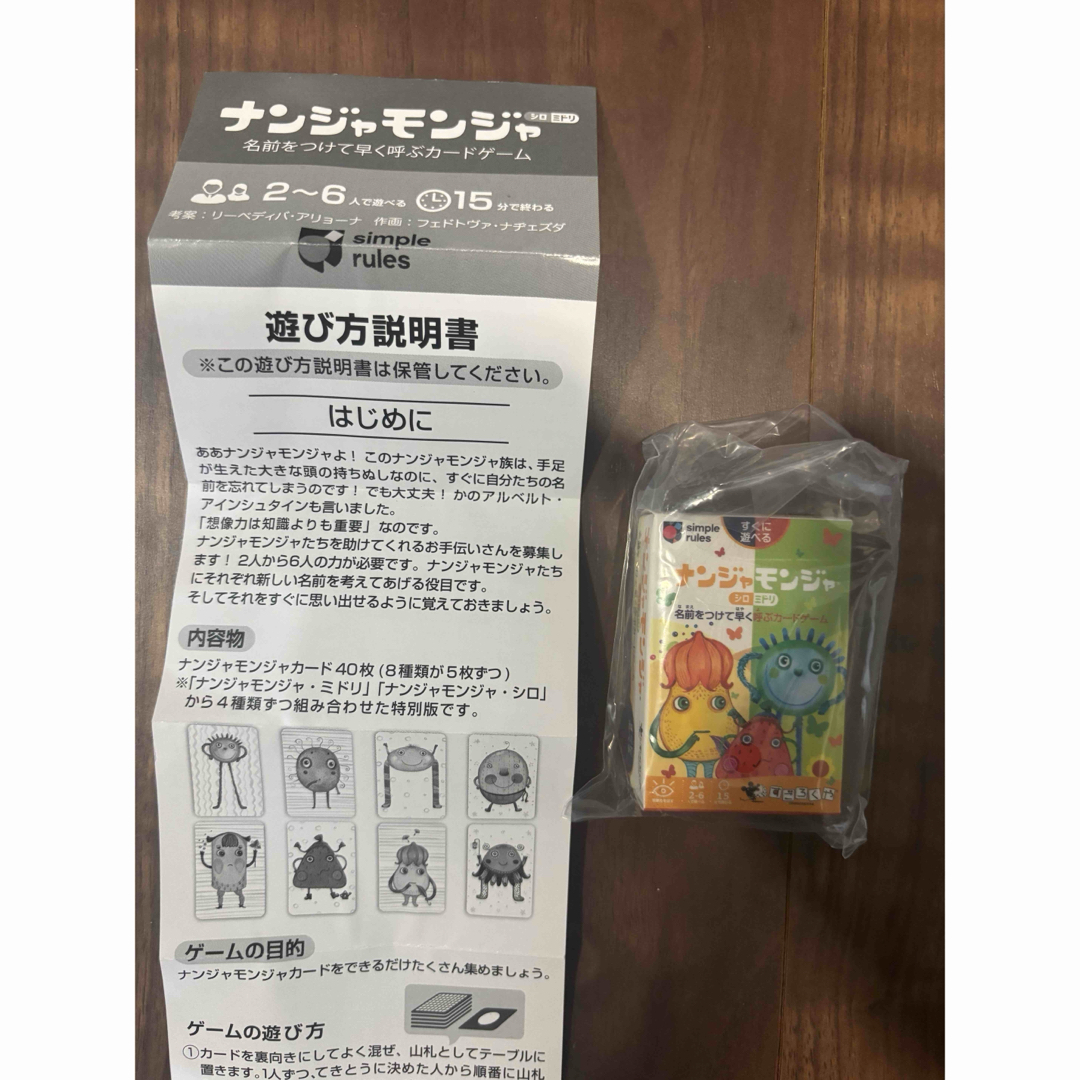 ナンジャモンジャ シロ ミドリ
名前をつけて早く呼ぶカードゲーム
2〜6人で遊べる 15分で終わる
考案：リーベディバ・アリョーナ 作画：フェドトヴァ・ナヂェズダ
simple
rules
遊び方説明書
※この遊び方説明書は保管してください。
はじめに
ああナンジャモンジャよ！このナンジャモンジャ族は、手足
が生えた大きな頭の持ちぬしなのに、すぐに自分たちの名
前を忘れてしまうのです！でも大丈夫！かのアルベルト・
アインシュタインも言いました。
「想像力は知識よりも重要」なのです。
ナンジャモンジャたちを助けてくれるお手伝いさんを募集し
ます！2人から6人の力が必要です。ナンジャモンジャたち
にそれぞれ新しい名前を考えてあげる役目です。
そしてそれをすぐに思い出せるように覚えておきましょう。
内容物
ナンジャモンジャカード40枚(8種類が5枚ずつ)
※「ナンジャモンジャ・ミドリ」「ナンジャモンジャ・シロ」
から4種類ずつ組み合わせた特別版です。
ゲームの目的
ナンジャモンジャカードをできるだけたくさん集めましょう。
ゲームの遊び方
①カードを裏向きにしてよく混ぜ、山札としてテーブルに
置きます。1人ずつ、てきとうに決めた人から順番に山札
simple
rules
すぐに
遊べる
ナンジャモンジャ
シロ ミドリ
名前をつけて早く呼ぶカードゲーム
2-6 15
すごろくや